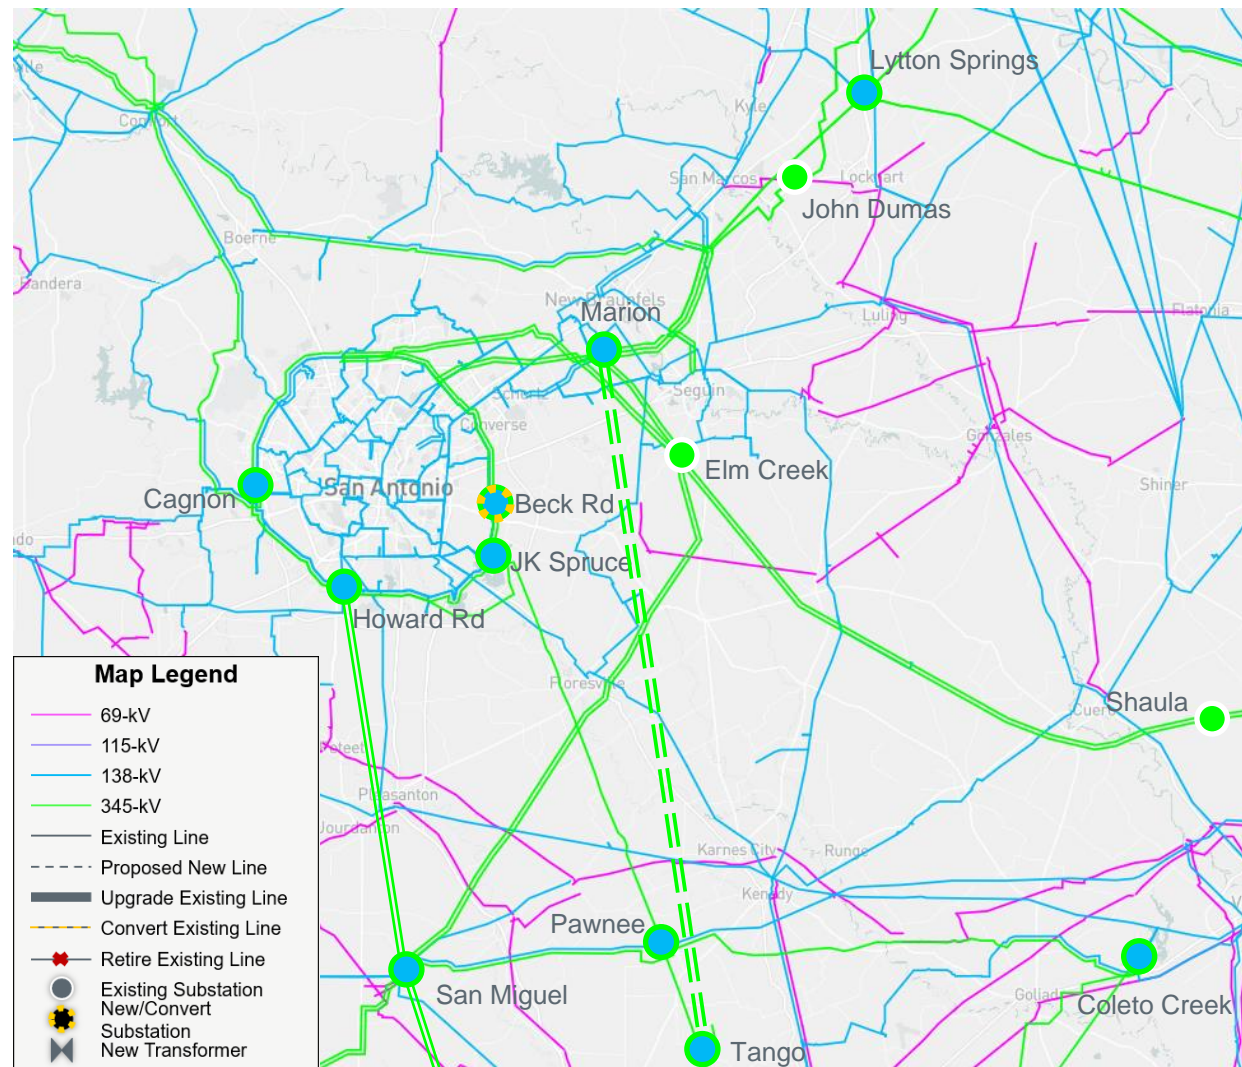 Lytton Springs
Kyle
Comfort
San Marcos
Lockhart
John Dumas
Boerne
Bandera
New Braunfels
Marion
Luling
Flatonia
Schertz
Seguin
Converse
Gonzales
Elm Creek
Cagnon
San Antonio
Shiner
Beck Rd
JK Spruce
Howard Rd
Floresville
Shaula
Cuero
Map Legend
69-kV
115-kV
138-kV
345-kV
Existing Line
Proposed New Line
Upgrade Existing Line
Convert Existing Line
Retire Existing Line
Existing Substation
New/Convert
Substation
New Transformer
Poteet
Pleasanton
Jourdanton
Karnes City
Runge
Kenedy
Pawnee
San Miguel
Goliad
Coleto Creek
Tango